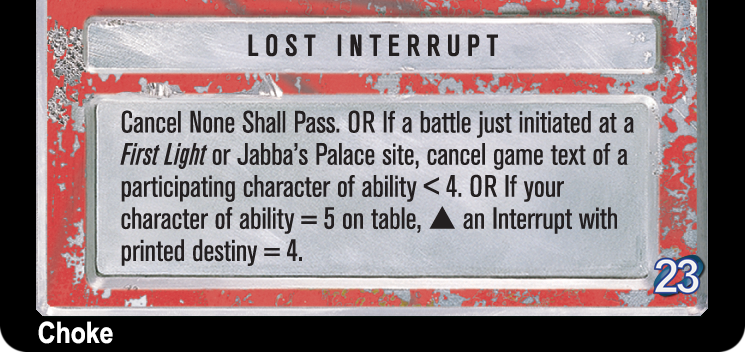 LOST INTERRUPT
Cancel None Shall Pass. OR If a battle just initiated at a
First Light or Jabba's Palace site, cancel game text of a
participating character of ability < 4. OR If your
character of ability = 5 on table, ▲ an Interrupt with
printed destiny = 4.
23
Choke